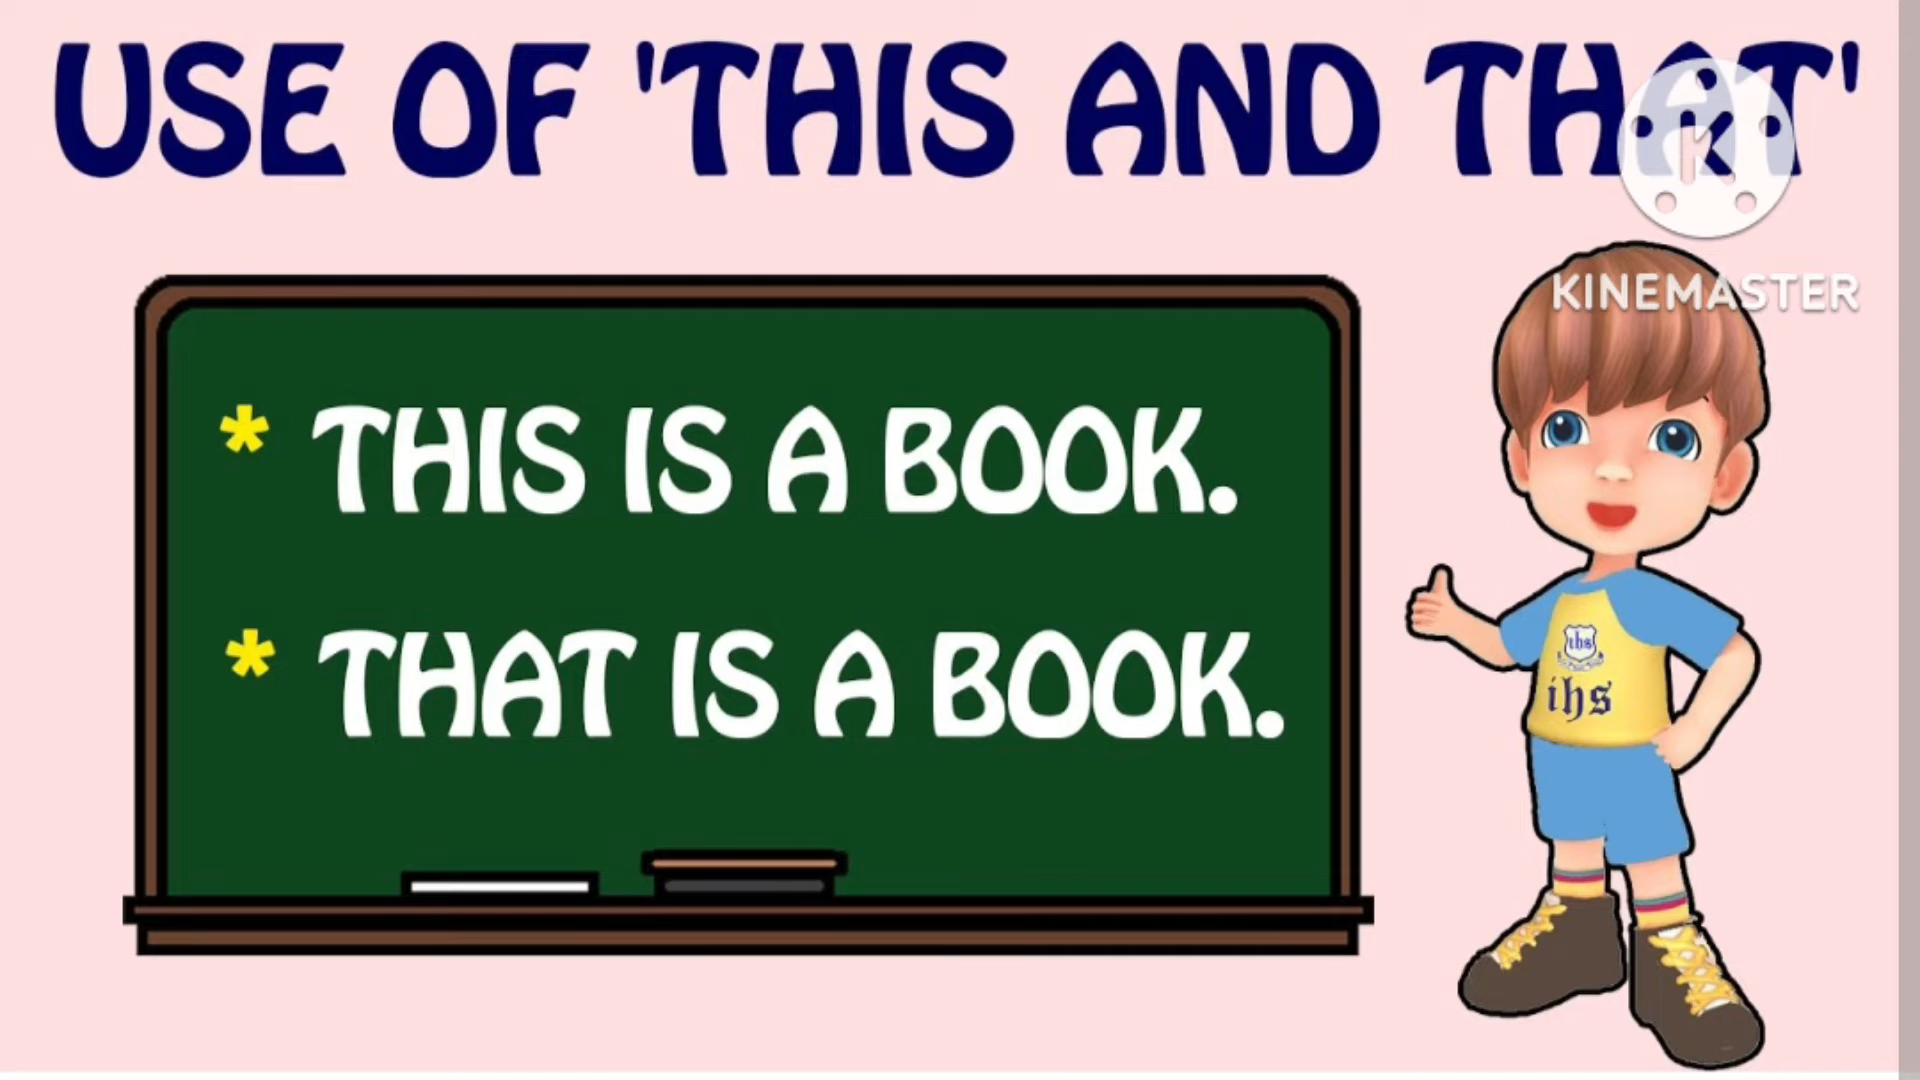 USE OF 'THIS AND THAT'
K
KINEMASTER
* THIS IS A BOOK.
* THAT IS A BOOK.
ihs
ihs